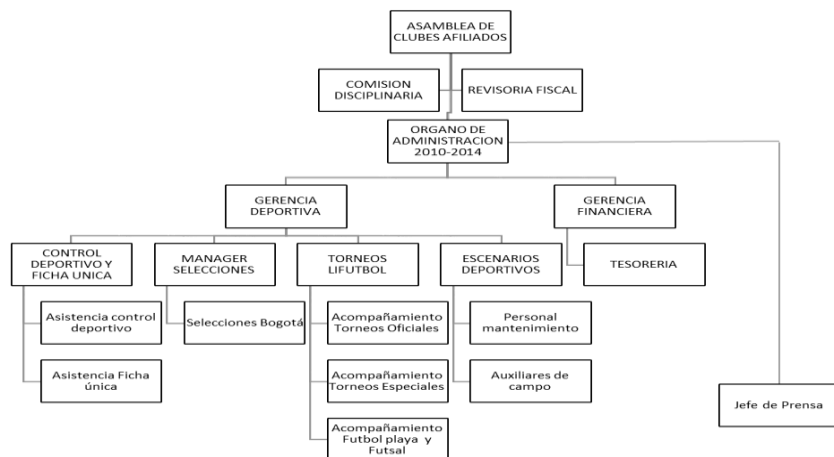 ASAMBLEA DE
CLUBES AFILIADOS
COMISION
DISCIPLINARIA
REVISORIA FISCAL
ORGANO DE
ADMINISTRACION
2010-2014
GERENCIA
DEPORTIVA
GERENCIA
FINANCIERA
CONTROL
DEPORTIVO Y
FICHA UNICA
MANAGER
SELECCIONES
TORNEOS
LIFUTBOL
ESCENARIOS
DEPORTIVOS
TESORERIA
Asistencia control
deportivo
Selecciones Bogotá
Acompañamiento
Torneos Oficiales
Personal
mantenimiento
Asistencia Ficha
única
Acompañamiento
Torneos Especiales
Auxiliares de
campo
Jefe de Prensa
Acompañamiento
Futbol playa y
Futsal